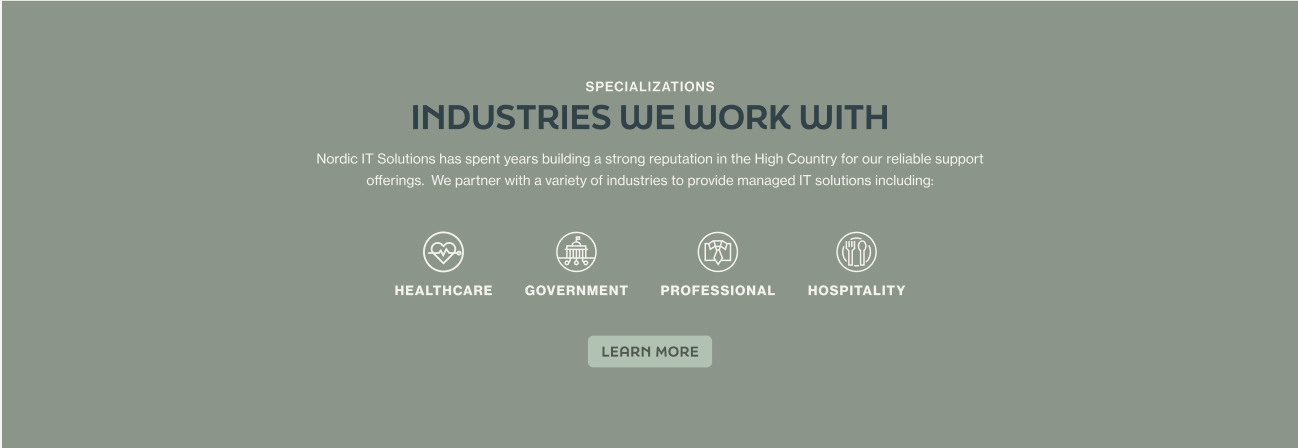 SPECIALIZATIONS
INDUSTRIES WE WORK WITH
Nordic IT Solutions has spent years building a strong reputation in the High Country for our reliable support
offerings.  We partner with a variety of industries to provide managed IT solutions including:
HEALTHCARE GOVERNMENT PROFESSIONAL HOSPITALITY
LEARN MORE